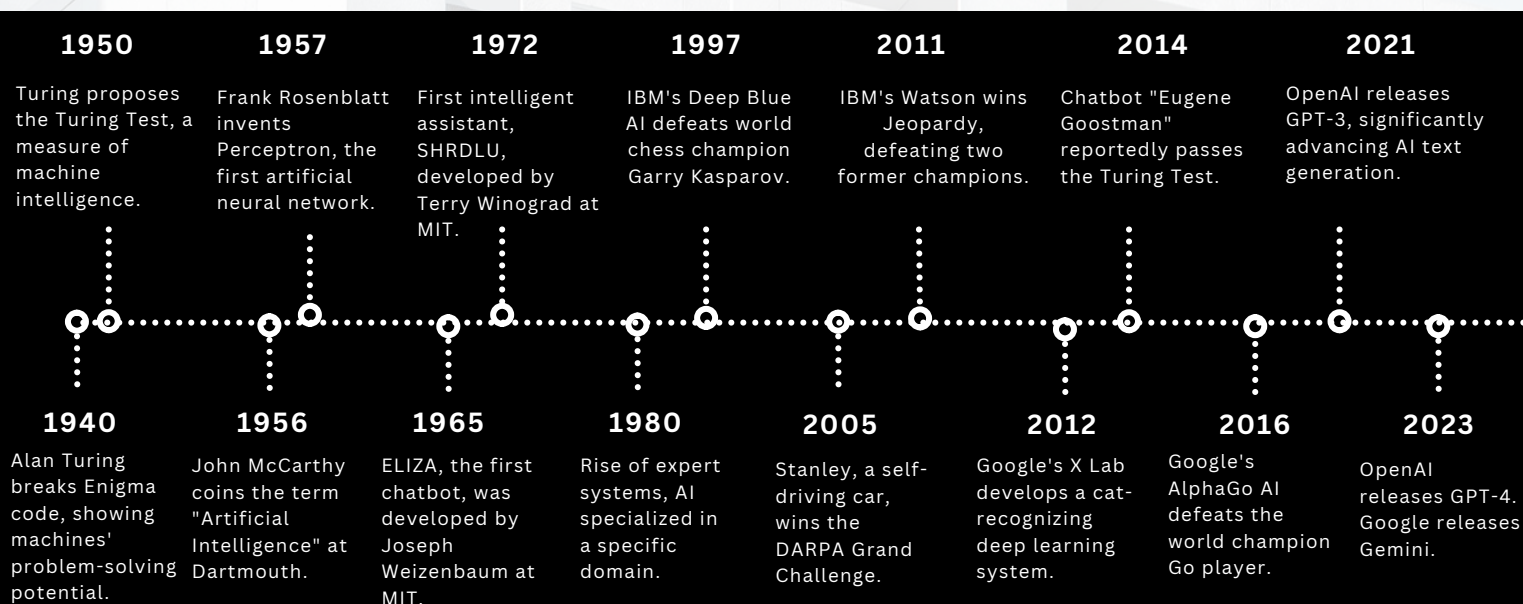 1950
Turing proposes
the Turing Test, a
measure of
machine
intelligence.
1957
Frank Rosenblatt
invents
Perceptron, the
first artificial
neural network.
1972
First intelligent
assistant,
SHRDLU,
developed by
Terry Winograd at
MIT.
1997
IBM's Deep Blue
AI defeats world
chess champion
Garry Kasparov.
2011
IBM's Watson wins
Jeopardy,
defeating two
former champions.
2014
Chatbot "Eugene
Goostman"
reportedly passes
the Turing Test.
2021
OpenAI releases
GPT-3, significantly
advancing AI text
generation.
1940
Alan Turing
breaks Enigma
code, showing
machines'
problem-solving
potential.
1956
John McCarthy
coins the term
"Artificial
Intelligence" at
Dartmouth.
1965
ELIZA, the first
chatbot, was
developed by
Joseph
Weizenbaum at
MIT.
1980
Rise of expert
systems, AI
specialized in
a specific
domain.
2005
Stanley, a self-
driving car,
wins the
DARPA Grand
Challenge.
2012
Google's X Lab
develops a cat-
recognizing
deep learning
system.
2016
Google's
AlphaGo AI
defeats the
world champion
Go player.
2023
OpenAI
releases GPT-4.
Google releases
Gemini.